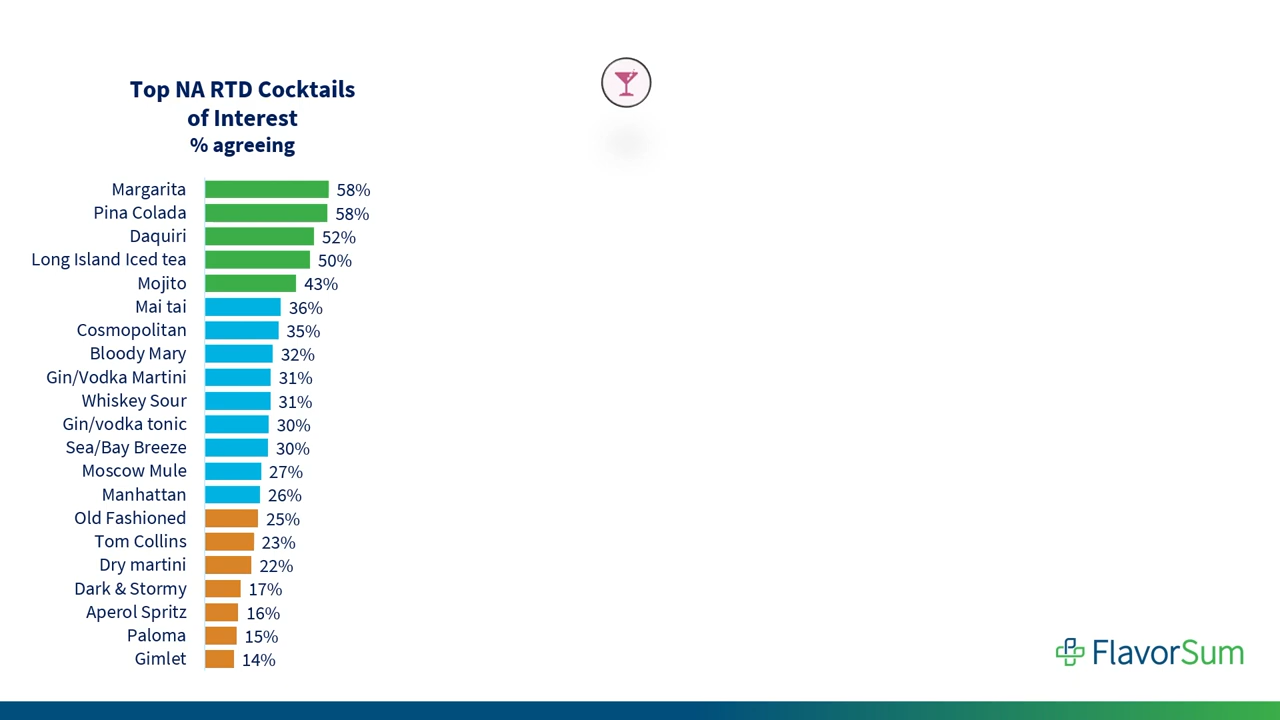 Top NA RTD Cocktails
of Interest
% agreeing
Margarita 58%
Pina Colada 58%
Daquiri 52%
Long Island Iced tea 50%
Mojito 43%
Mai tai 36%
Cosmopolitan 35%
Bloody Mary 32%
Gin/Vodka Martini 31%
Whiskey Sour 31%
Gin/vodka tonic 30%
Sea/Bay Breeze 30%
Moscow Mule 27%
Manhattan 26%
Old Fashioned 25%
Tom Collins 23%
Dry martini 22%
Dark & Stormy 17%
Aperol Spritz 16%
Paloma 15%
Gimlet 14%
FlavorSum